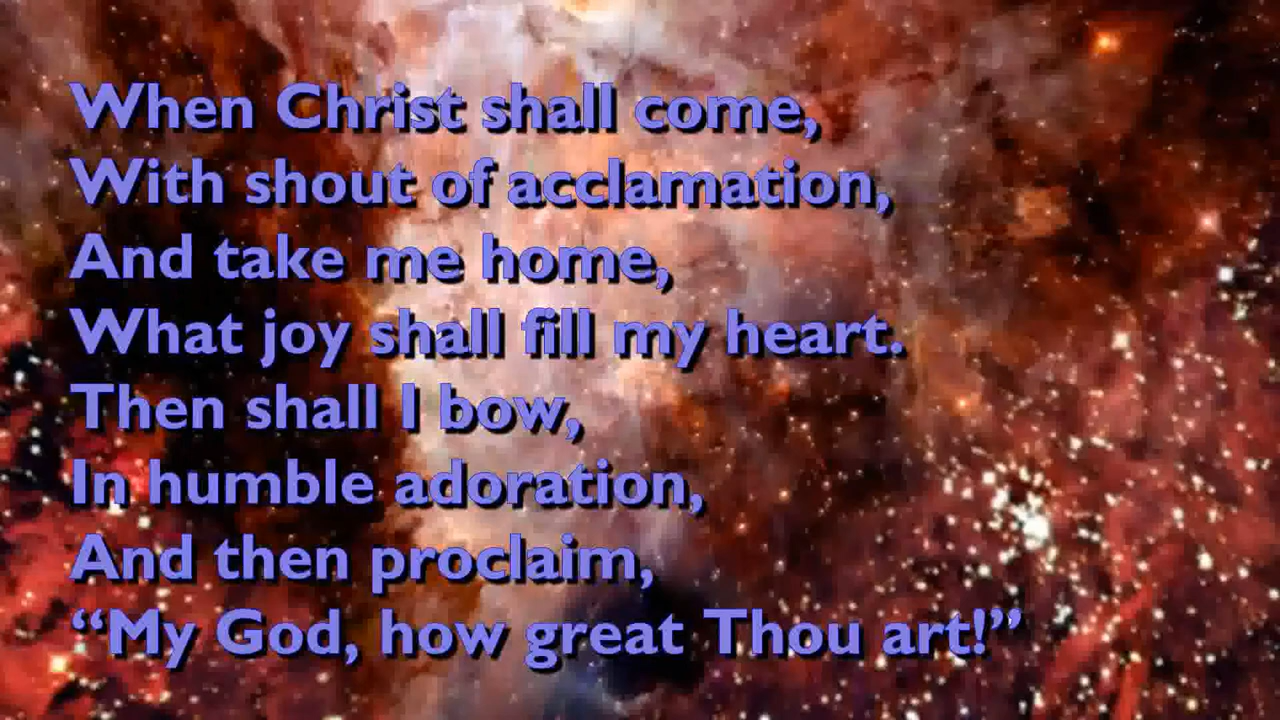 When Christ shall come,
With shout of acclamation,
And take me home,
What joy shall fill my heart.
Then shall I bow,
In humble adoration,
And then proclaim,
“My God, how great Thou art!”